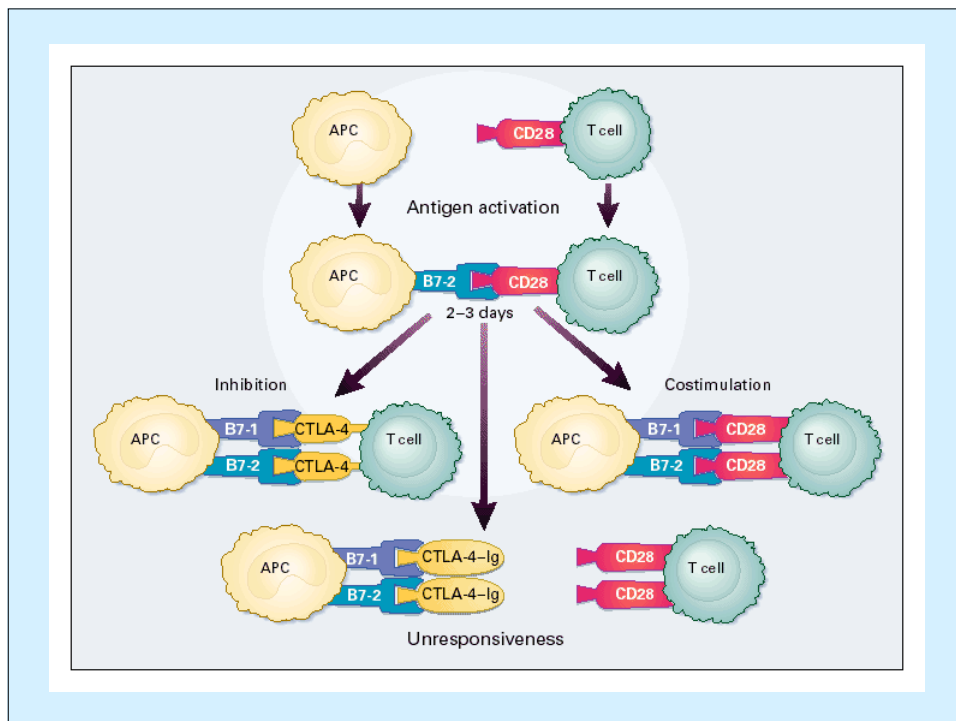 APC
CD28
T cell
Antigen activation
APC
B7-2
CD28
T cell
2–3 days
Inhibition
Costimulation
APC
B7-1
CTLA-4
B7-2
CTLA-4
T cell
APC
B7-1
CD28
B7-2
CD28
T cell
APC
B7-1
CTLA-4–Ig
B7-2
CTLA-4–Ig
CD28
CD28
T cell
Unresponsiveness